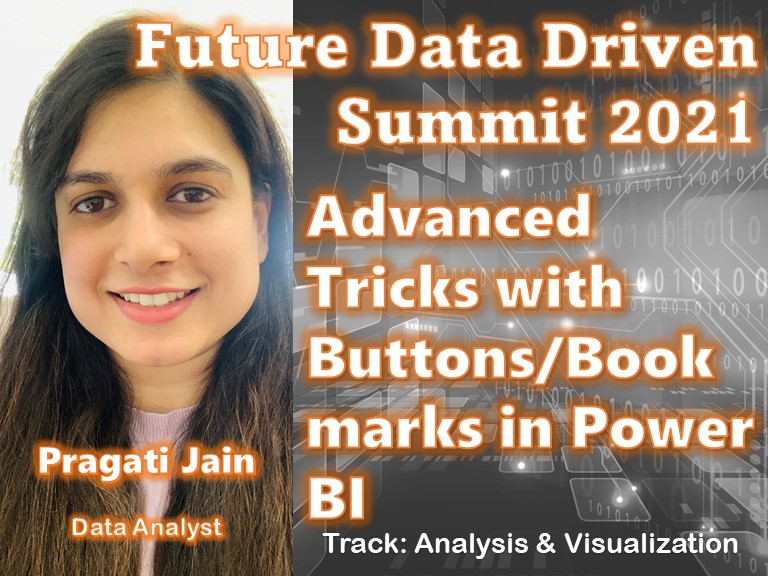 Future Data Driven
Summit 2021
Advanced
Tricks with
Buttons/Book
marks in Power
BI
Pragati Jain
Data Analyst
Track: Analysis & Visualization